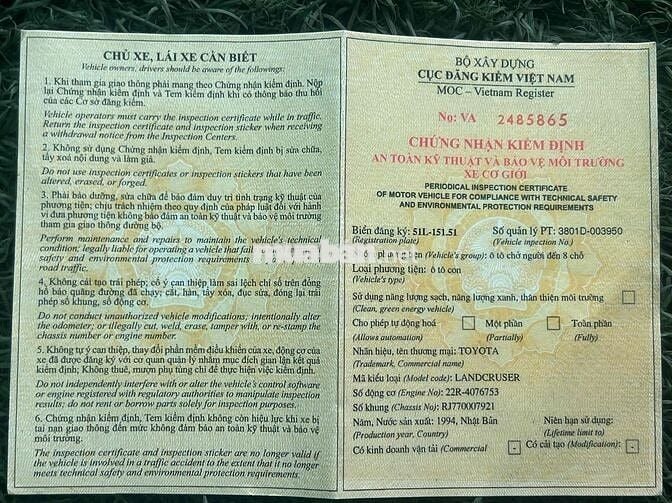 CHỦ XE, LÁI XE CẦN BIẾT
Vehicle owners, drivers should be aware of the followings:
1. Khi tham gia giao thông phải mang theo Chứng nhận kiểm định. Nộp
lại Chứng nhận kiểm định và Tem kiểm định khi có thông báo thu hồi
của các Cơ sở đăng kiểm.
Vehicle operators must carry the inspection certificate while in traffic.
Return the inspection certificate and inspection sticker when receiving
a withdrawal notice from the Inspection Centers.
2. Không sử dụng Chứng nhận kiểm định, Tem kiểm định bị sửa chữa,
tẩy xoá nội dung và làm giả.
Do not use inspection certificates or inspection stickers that have been
altered, erased, or forged.
3. Phải bảo dưỡng, sửa chữa để bảo đảm duy trì tình trạng kỹ thuật của
phương tiện; chịu trách nhiệm theo quy định của pháp luật đối với hành
vi đưa phương tiện không bảo đảm an toàn kỹ thuật và bảo vệ môi trường
tham gia giao thông đường bộ.
Perform maintenance and repairs to maintain the vehicle's technical
condition; legally liable for operating a vehicle that fail
safety and environmental protection requirements
road traffic.
4. Không cải tạo trái phép; cố ý can thiệp làm sai lệch chỉ số trên đồng
hồ báo quãng đường đã chạy; cắt, hàn, tẩy xóa, đục sửa, đóng lại trái
phép số khung, số động cơ.
Do not conduct unauthorized vehicle modifications; intentionally alter
the odometer; or illegally cut, weld, erase, tamper with, or re-stamp the
chassis number or engine number.
5. Không tự ý can thiệp, thay đổi phần mềm điều khiển của xe, động cơ của
xe đã được đăng ký với cơ quan quản lý nhằm mục đích gian lận kết quả
kiểm định; Không thuê, mượn phụ tùng chỉ để thực hiện việc kiểm định.
Do not independently interfere with or alter the vehicle's control software
or engine registered with regulatory authorities to manipulate inspection
results; do not rent or borrow parts solely for inspection purposes.
6. Chứng nhận kiểm định, Tem kiểm định không còn hiệu lực khi xe bị
tai nạn giao thông đến mức không đảm bảo an toàn kỹ thuật và bảo vệ
môi trường.
The inspection certificate and inspection sticker are no longer valid if
the vehicle is involved in a traffic accident to the extent that it no longer
meets technical safety and environmental protection requirements.
BỘ XÂY DỰNG
CỤC ĐĂNG KIỂM VIỆT NAM
MOC – Vietnam Register
No: VA 2485865
CHỨNG NHẬN KIỂM ĐỊNH
AN TOÀN KỸ THUẬT VÀ BẢO VỆ MÔI TRƯỜNG
XE CƠ GIỚI
PERIODICAL INSPECTION CERTIFICATE
OF MOTOR VEHICLE FOR COMPLIANCE WITH TECHNICAL SAFETY
AND ENVIRONMENTAL PROTECTION REQUIREMENTS
Biển đăng ký: 51L-151.51 Số quản lý PT: 3801D-003950
(Registration plate) (Vehicle inspection No.)
phương tiện (Vehicle's group): ô tô chở người đến 8 chỗ
Loại phương tiện: ô tô con
(Vehicle's type)
Sử dụng năng lượng sạch, năng lượng xanh, thân thiện môi trường
(Clean, green energy vehicle)
Cho phép tự động hoá Một phần Toàn phần
(Allows automation) (Partially) (Fully)
Nhãn hiệu, tên thương mại: TOYOTA
(Trademark, Commercial name)
Mã kiểu loại (Model code): LANDCRUSER
Số động cơ (Engine No): 22R-4076753
Số khung (Chassis No): RJ770007921
Năm, Nước sản xuất: 1994, Nhật Bản Niên hạn sử dụng:
(Production year, Country) (Lifetime limit to)
Có kinh doanh vận tải (Commercial - Có cải tạo (Modification): -
muaban